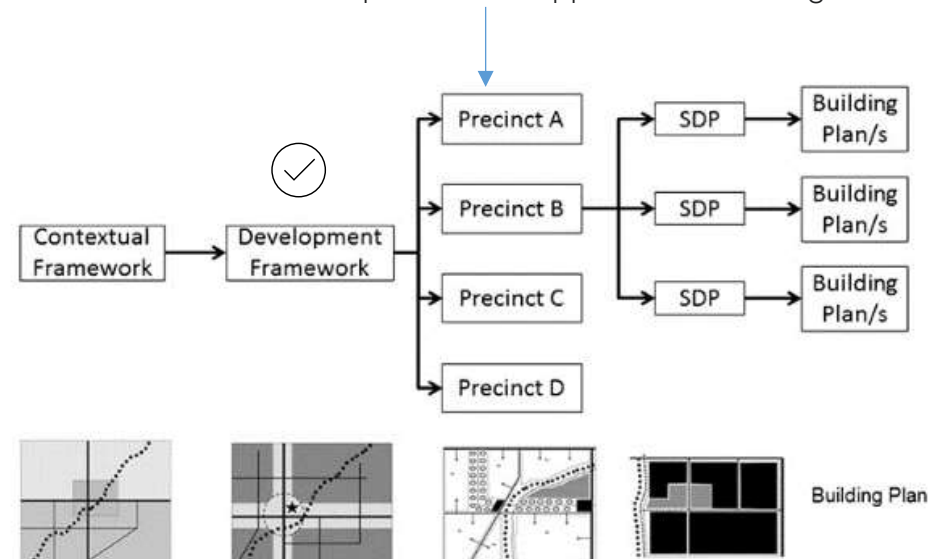 Precinct A
SDP
Building
Plan/s
Precinct B
SDP
Building
Plan/s
Contextual
Framework
Development
Framework
Precinct C
SDP
Building
Plan/s
Precinct D
Building Plan